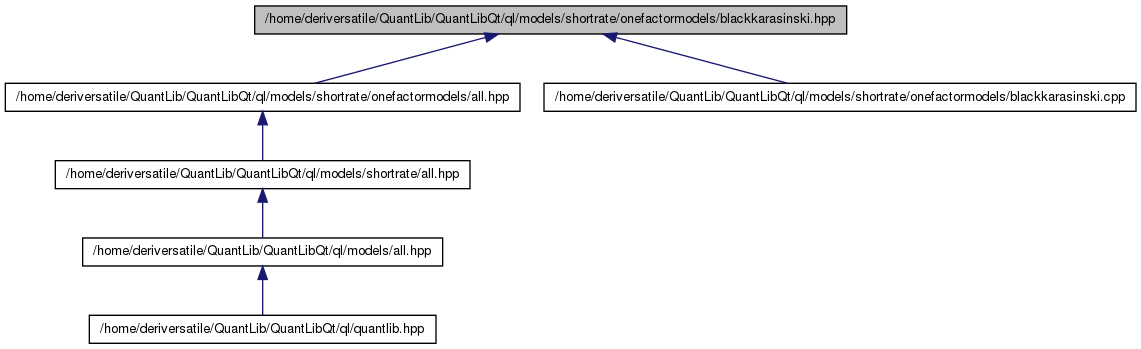 /home/deriversatile/QuantLib/QuantLibQt/ql/models/shortrate/onefactormodels/blackkarasinski.hpp
/home/deriversatile/QuantLib/QuantLibQt/ql/models/shortrate/onefactormodels/all.hpp
/home/deriversatile/QuantLib/QuantLibQt/ql/models/shortrate/onefactormodels/blackkarasinski.cpp
/home/deriversatile/QuantLib/QuantLibQt/ql/models/shortrate/all.hpp
/home/deriversatile/QuantLib/QuantLibQt/ql/models/all.hpp
/home/deriversatile/QuantLib/QuantLibQt/ql/quantlib.hpp